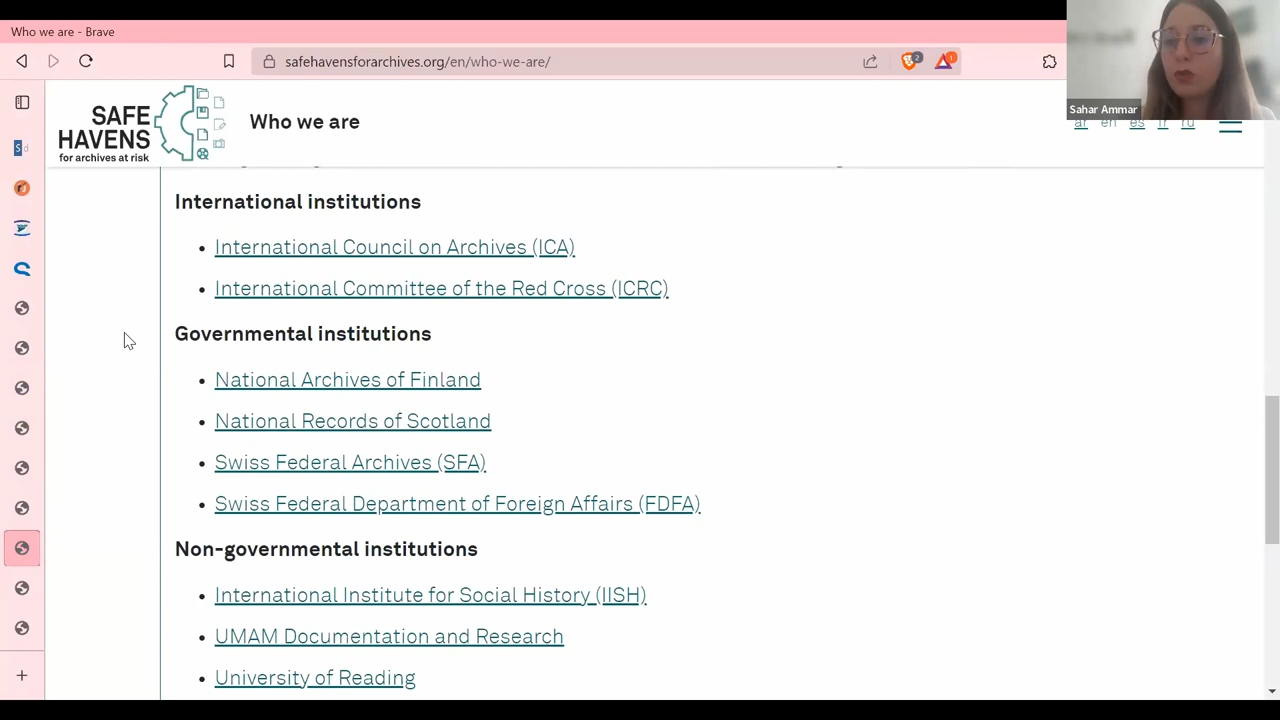 Who we are - Brave
safehavensforarchives.org/en/who-we-are/
2
1
Sahar Ammar
SAFE
HAVENS
for archives at risk
Who we are
ar en es fr ru
International institutions
• International Council on Archives (ICA)
• International Committee of the Red Cross (ICRC)
Governmental institutions
• National Archives of Finland
• National Records of Scotland
• Swiss Federal Archives (SFA)
• Swiss Federal Department of Foreign Affairs (FDFA)
Non-governmental institutions
• International Institute for Social History (IISH)
• UMAM Documentation and Research
• University of Reading